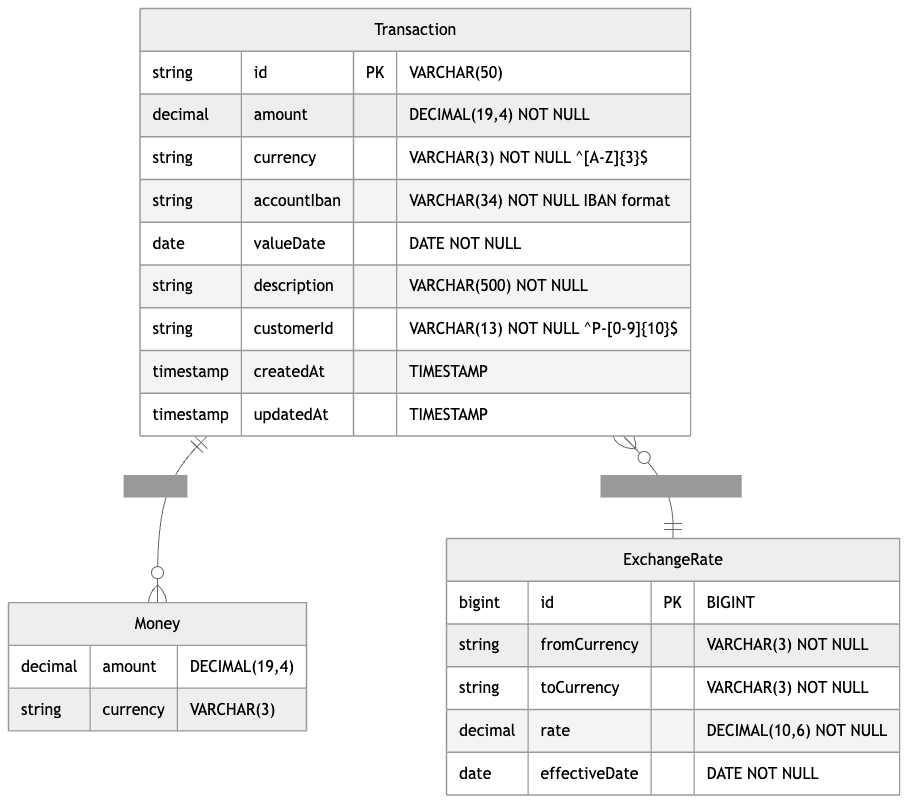 Transaction
string id PK VARCHAR(50)
decimal amount DECIMAL(19,4) NOT NULL
string currency VARCHAR(3) NOT NULL ^[A-Z]{3}$
string accountIban VARCHAR(34) NOT NULL IBAN format
date valueDate DATE NOT NULL
string description VARCHAR(500) NOT NULL
string customerId VARCHAR(13) NOT NULL ^P-[0-9]{10}$
timestamp createdAt TIMESTAMP
timestamp updatedAt TIMESTAMP
ExchangeRate
bigint id PK BIGINT
string fromCurrency VARCHAR(3) NOT NULL
string toCurrency VARCHAR(3) NOT NULL
decimal rate DECIMAL(10,6) NOT NULL
date effectiveDate DATE NOT NULL
Money
decimal amount DECIMAL(19,4)
string currency VARCHAR(3)